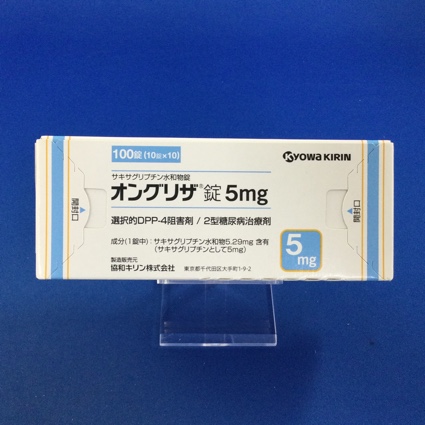 100錠 (10錠×10)
KYOWA KIRIN
サキサグリプチン水和物錠
オングリザ®錠 5mg
選択的DPP-4阻害剤 / 2型糖尿病治療剤
成分(1錠中):サキサグリプチン水和物5.29mg 含有
(サキサグリプチンとして5mg)
製造販売元
協和キリン株式会社 東京都千代田区大手町1-9-2
5
mg
開封口
開封口